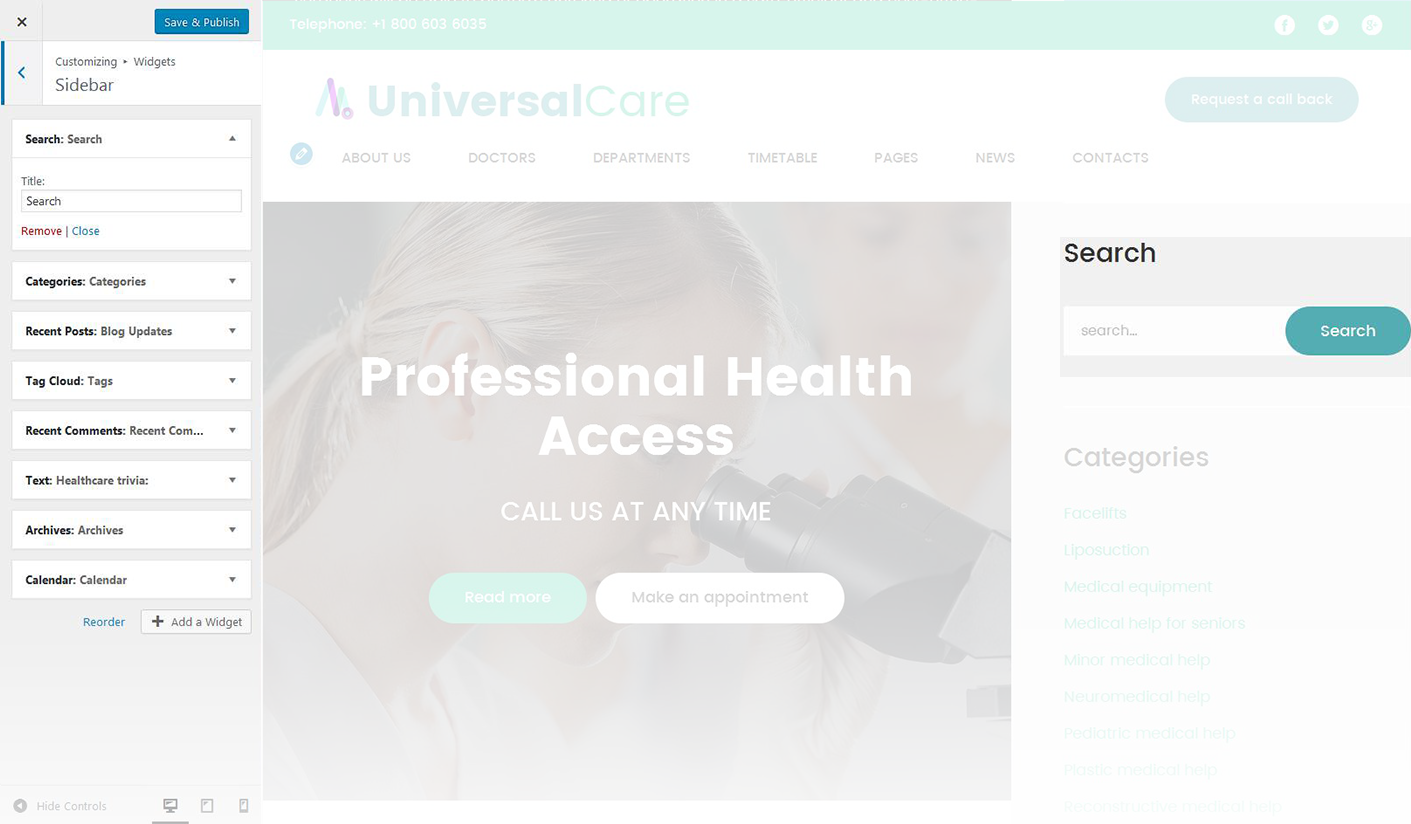 Save & Publish
Customizing ▸ Widgets
Sidebar
Search: Search
Title:
Search
Remove | Close
Categories: Categories
Recent Posts: Blog Updates
Tag Cloud: Tags
Recent Comments: Recent Com...
Text: Healthcare trivia:
Archives: Archives
Calendar: Calendar
Reorder
Add a Widget
Hide Controls
Telephone: +1 800 603 6035
UniversalCare
Request a call back
ABOUT US DOCTORS DEPARTMENTS TIMETABLE PAGES NEWS CONTACTS
Professional Health
Access
CALL US AT ANY TIME
Read more
Make an appointment
Search
search...
Search
Categories
Facelifts
Liposuction
Medical equipment
Medical help for seniors
Minor medical help
Neuromedical help
Pediatric medical help
Plastic medical help
Reconstructive medical help